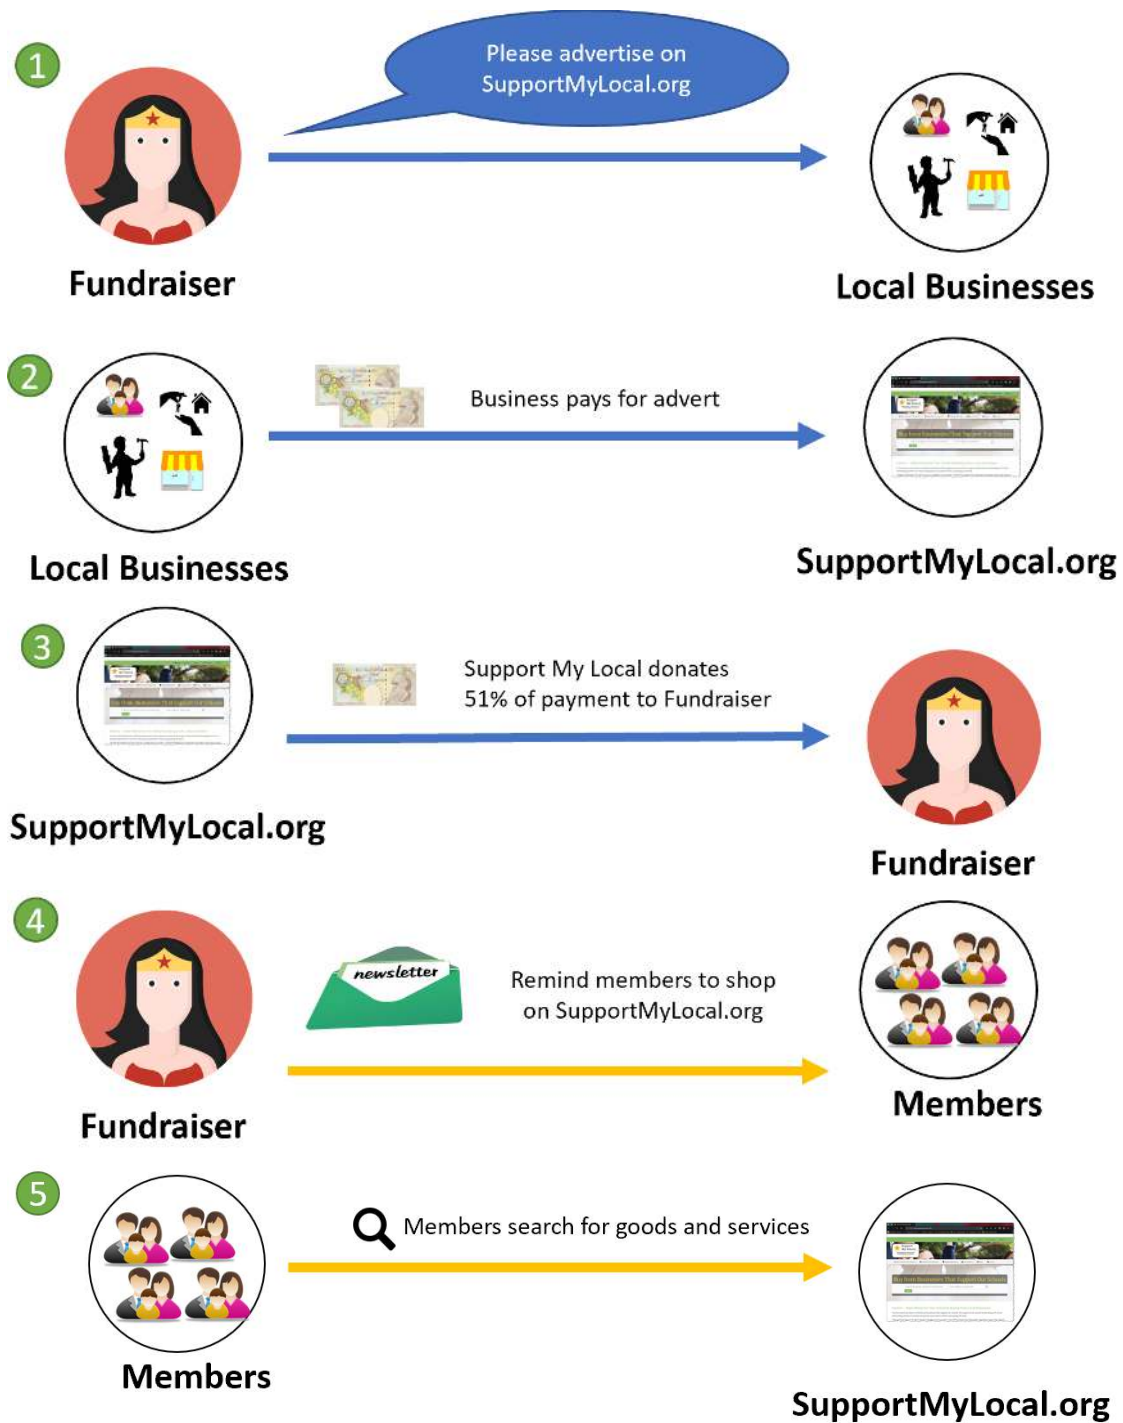 1
Please advertise on
SupportMyLocal.org
Fundraiser
Local Businesses
2
Business pays for advert
Local Businesses
SupportMyLocal.org
3
Support My Local donates
51% of payment to Fundraiser
SupportMyLocal.org
Fundraiser
4
newsletter
Remind members to shop
on SupportMyLocal.org
Fundraiser
Members
5
Members search for goods and services
Members
SupportMyLocal.org